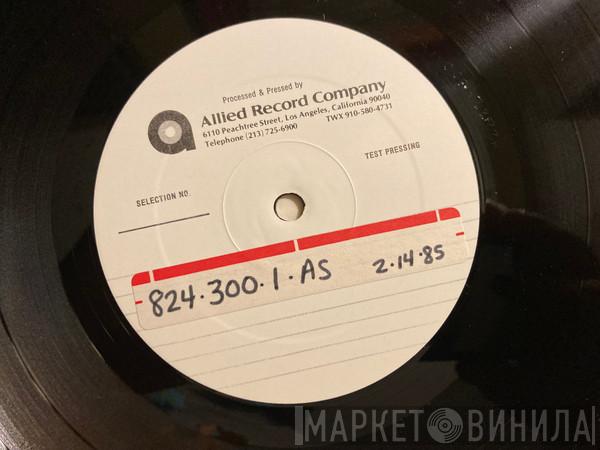 Processed & Pressed by
Allied Record Company
6110 Peachtree Street, Los Angeles, California 90040
Telephone (213) 725-6900 TWX 910-580-4731
TEST PRESSING
SELECTION NO.
824·300·1·AS 2·14·85
МАРКЕТ ВИНИЛА